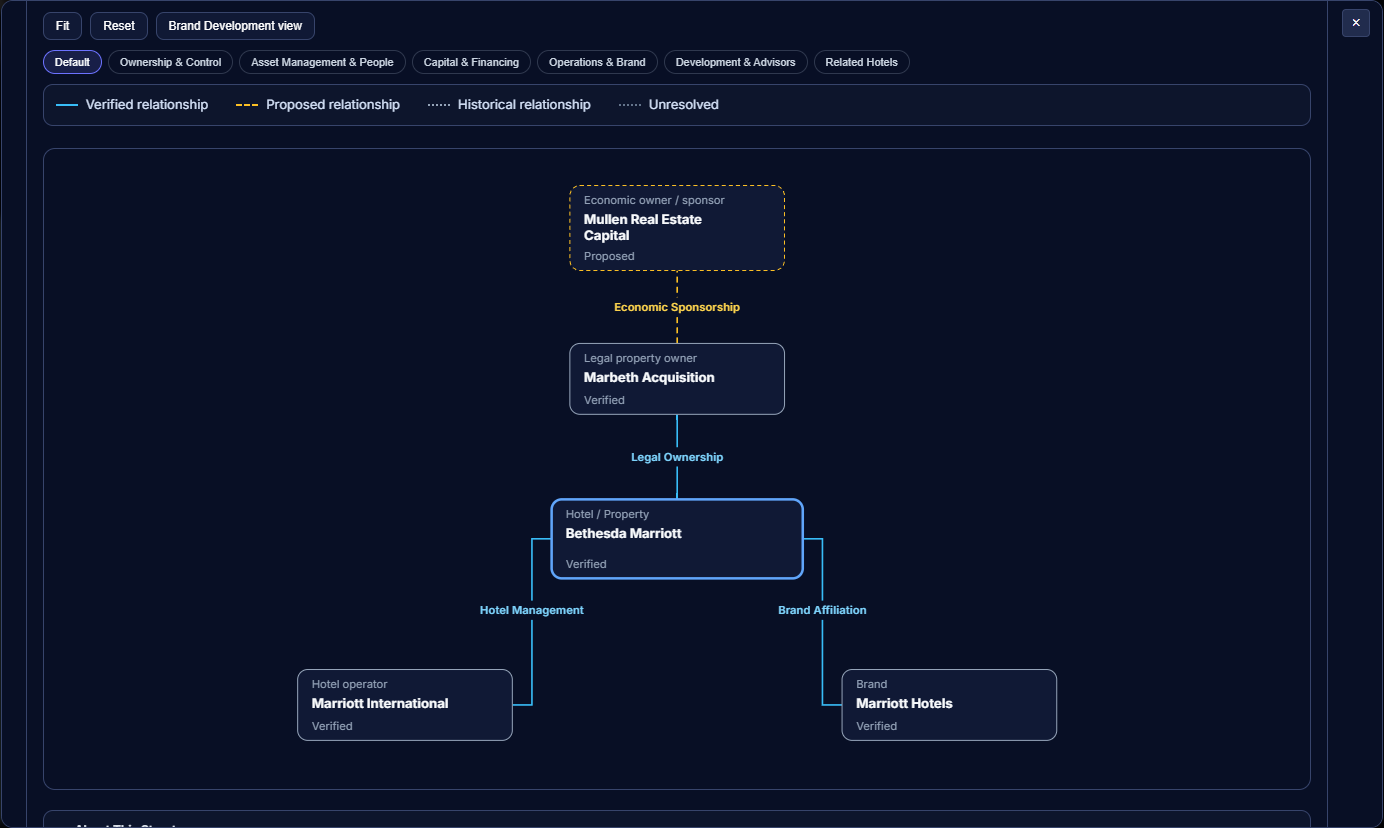 Fit Reset Brand Development view
×
Default Ownership & Control Asset Management & People Capital & Financing Operations & Brand Development & Advisors Related Hotels
Verified relationship Proposed relationship Historical relationship Unresolved
Economic owner / sponsor
Mullen Real Estate
Capital
Proposed
Economic Sponsorship
Legal property owner
Marbeth Acquisition
Verified
Legal Ownership
Hotel / Property
Bethesda Marriott
Verified
Hotel Management Brand Affiliation
Hotel operator
Marriott International
Verified
Brand
Marriott Hotels
Verified